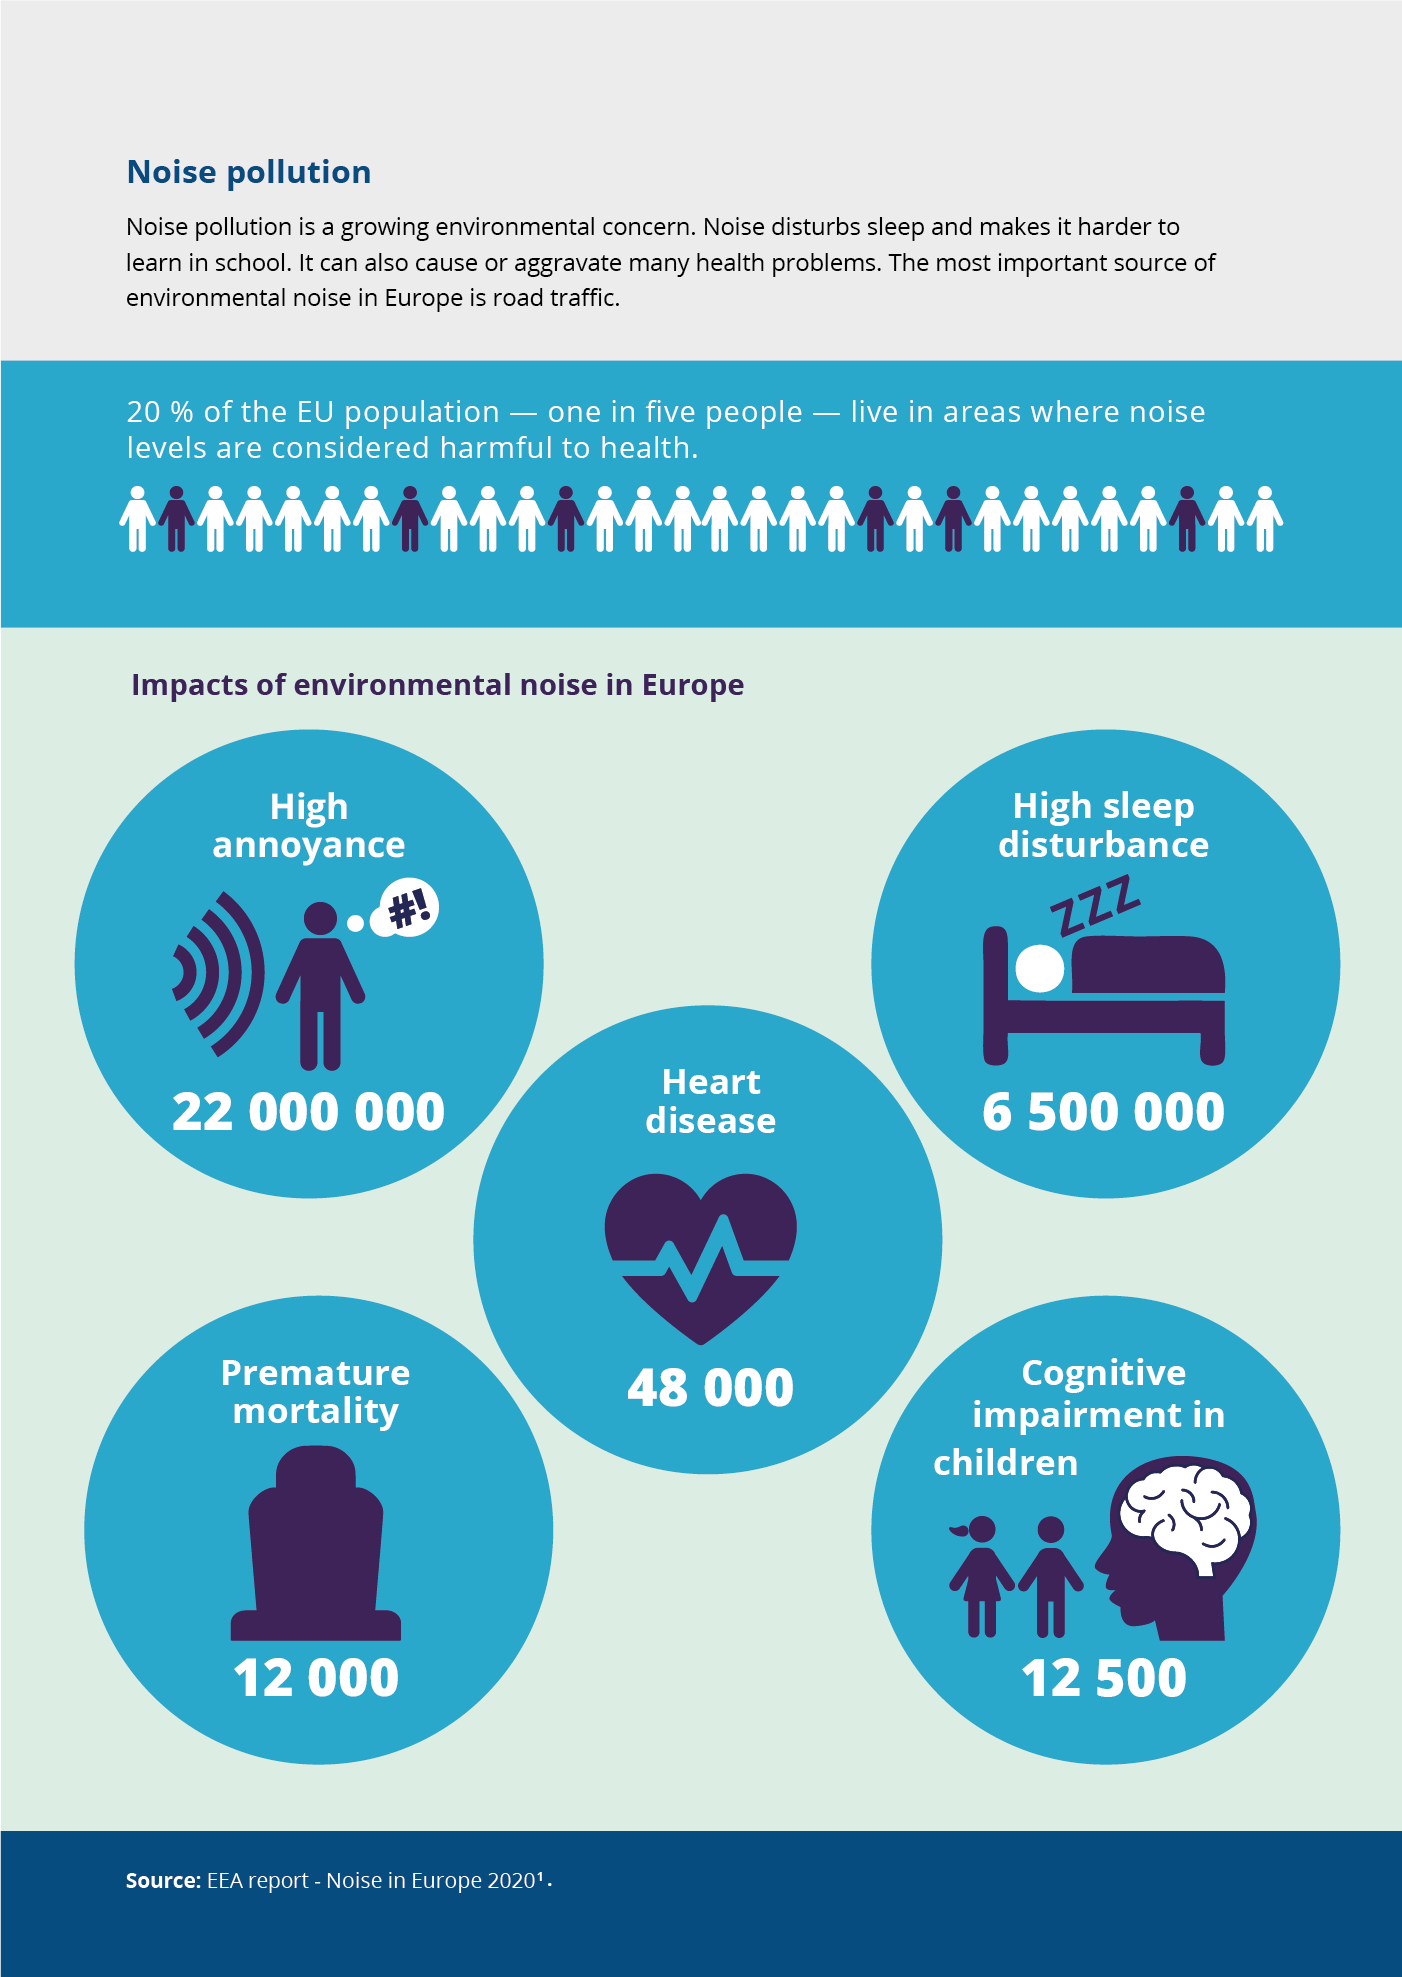 Noise pollution
Noise pollution is a growing environmental concern. Noise disturbs sleep and makes it harder to
learn in school. It can also cause or aggravate many health problems. The most important source of
environmental noise in Europe is road traffic.
20 % of the EU population — one in five people — live in areas where noise
levels are considered harmful to health.
Impacts of environmental noise in Europe
High
annoyance
#!
22 000 000
High sleep
disturbance
ZZZ
6 500 000
Heart
disease
48 000
Premature
mortality
12 000
Cognitive
impairment in
children
12 500
Source: EEA report - Noise in Europe 2020¹.